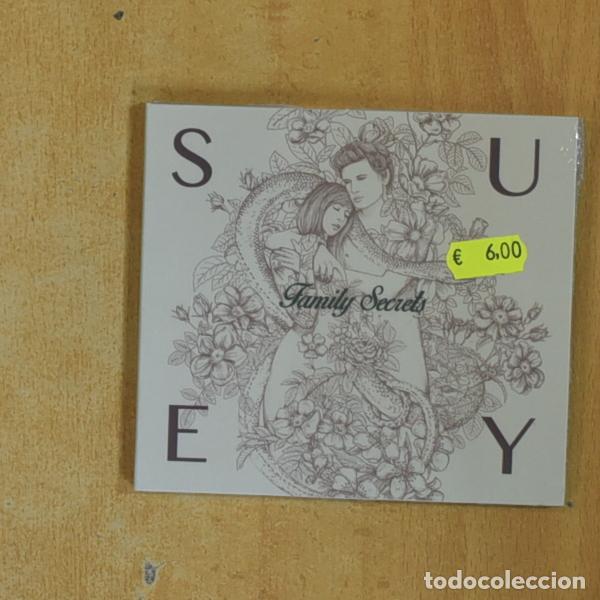 S U
€ 6,00
Family Secrets
E Y
todocoleccion